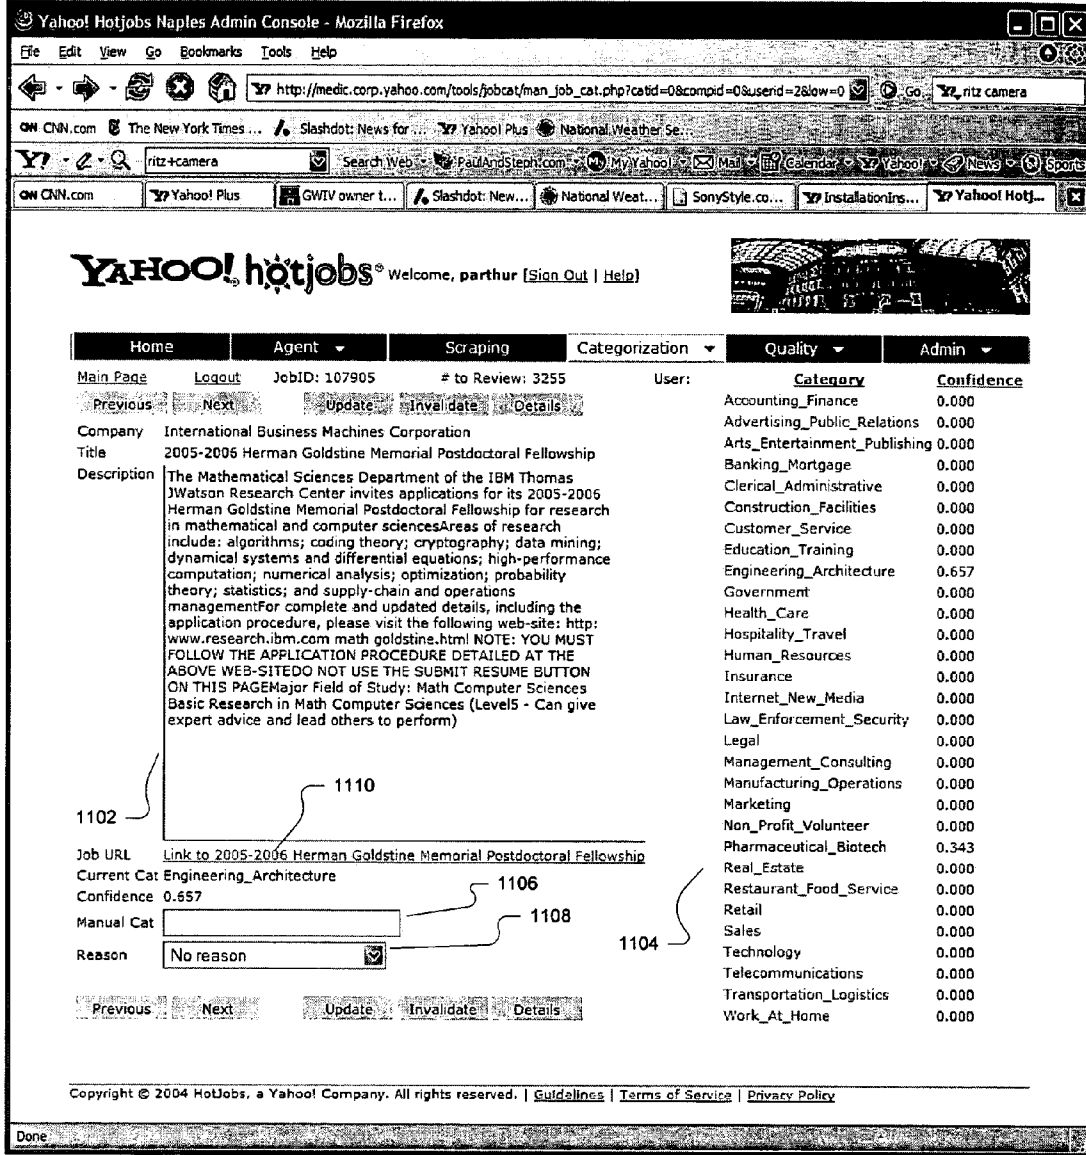 Yahoo! Hotjobs Naples Admin Console - Mozilla Firefox
File Edit View Go Bookmarks Tools Help
http://medic.corp.yahoo.com/tools/jobcat/man_job_cat.php?catid=0&compid=0&userid=2&low=0 Go ritz camera
CNN.com The New York Times ... Slashdot: News for ... Yahoo! Plus National Weather Se...
Y! ritz+camera Search Web PaulAndSteph.com My Yahoo! Mail Calendar Yahoo! News Sports
CNN.com Yahoo! Plus GWIV owner t... Slashdot: New... National Weat... SonyStyle.co... InstallationIns... Yahoo! Hotj...
YAHOO! hotjobs® Welcome, parthur [Sign Out | Help]
Home Agent Scraping Categorization Quality Admin
Main Page Logout JobID: 107905 # to Review: 3255 User: Category Confidence
Previous Next Update Invalidate Details
Company International Business Machines Corporation
Title 2005-2006 Herman Goldstine Memorial Postdoctoral Fellowship
Description The Mathematical Sciences Department of the IBM Thomas
JWatson Research Center invites applications for its 2005-2006
Herman Goldstine Memorial Postdoctoral Fellowship for research
in mathematical and computer sciencesAreas of research
include: algorithms; coding theory; cryptography; data mining;
dynamical systems and differential equations; high-performance
computation; numerical analysis; optimization; probability
theory; statistics; and supply-chain and operations
managementFor complete and updated details, including the
application procedure, please visit the following web-site: http:
www.research.ibm.com math goldstine.html NOTE: YOU MUST
FOLLOW THE APPLICATION PROCEDURE DETAILED AT THE
ABOVE WEB-SITEDO NOT USE THE SUBMIT RESUME BUTTON
ON THIS PAGEMajor Field of Study: Math Computer Sciences
Basic Research in Math Computer Sciences (Level5 - Can give
expert advice and lead others to perform)
1102
1110
Job URL Link to 2005-2006 Herman Goldstine Memorial Postdoctoral Fellowship
Current Cat Engineering_Architecture
Confidence 0.657
1106
Manual Cat
1108
Reason No reason
Previous Next Update Invalidate Details
Accounting_Finance 0.000
Advertising_Public_Relations 0.000
Arts_Entertainment_Publishing 0.000
Banking_Mortgage 0.000
Clerical_Administrative 0.000
Construction_Facilities 0.000
Customer_Service 0.000
Education_Training 0.000
Engineering_Architecture 0.657
Government 0.000
Health_Care 0.000
Hospitality_Travel 0.000
Human_Resources 0.000
Insurance 0.000
Internet_New_Media 0.000
Law_Enforcement_Security 0.000
Legal 0.000
Management_Consulting 0.000
Manufacturing_Operations 0.000
Marketing 0.000
Non_Profit_Volunteer 0.000
Pharmaceutical_Biotech 0.343
Real_Estate 0.000
Restaurant_Food_Service 0.000
Retail 0.000
Sales 0.000
1104
Technology 0.000
Telecommunications 0.000
Transportation_Logistics 0.000
Work_At_Home 0.000
Copyright © 2004 HotJobs, a Yahoo! Company. All rights reserved. | Guidelines | Terms of Service | Privacy Policy
Done